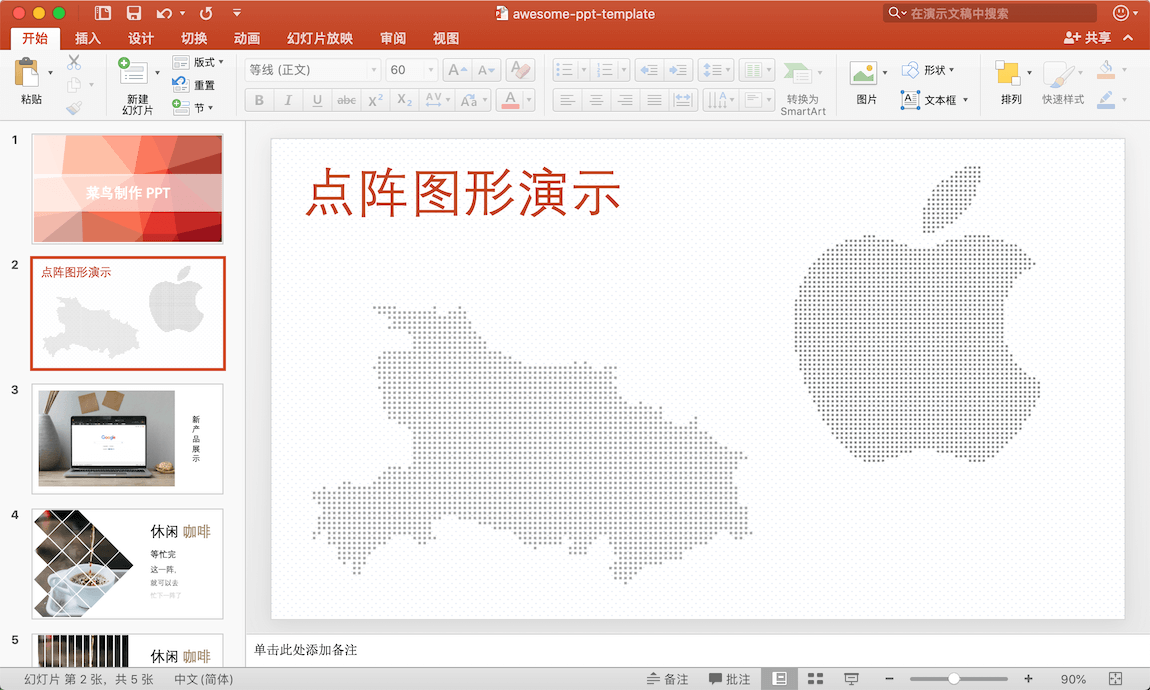 awesome-ppt-template
在演示文稿中搜索
开始 插入 设计 切换 动画 幻灯片放映 审阅 视图
共享
粘贴
新建
幻灯片
版式
重置
节
等线 (正文) 60
B I U abc X² X₂ AV Aa A
转换为
SmartArt
图片
形状
文本框
排列
快速样式
1
菜鸟制作 PPT
2
点阵图形演示
3
Google
新产品展示
4
休闲 咖啡
等忙完
这一阵,
就可以去
忙下一阵了
5
休闲 咖啡
点阵图形演示
单击此处添加备注
幻灯片 第 2 张，共 5 张 中文 (简体)
备注 批注 90%